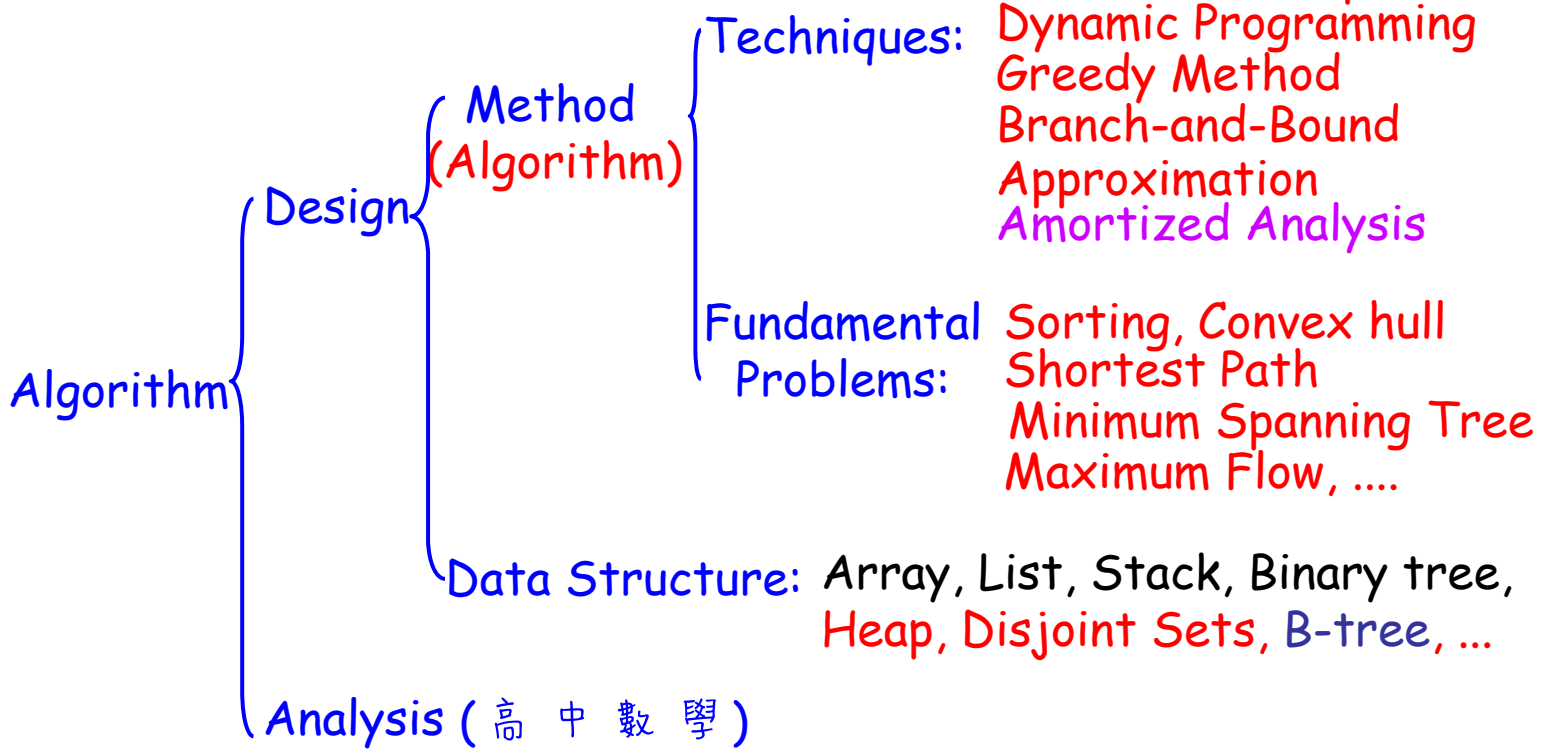 Techniques: Dynamic Programming
Greedy Method
Branch-and-Bound
Approximation
Amortized Analysis
Method
(Algorithm)
Design
Fundamental Sorting, Convex hull
Problems: Shortest Path
Minimum Spanning Tree
Maximum Flow, ....
Algorithm
Data Structure: Array, List, Stack, Binary tree,
Heap, Disjoint Sets, B-tree, ...
Analysis (高中數學)